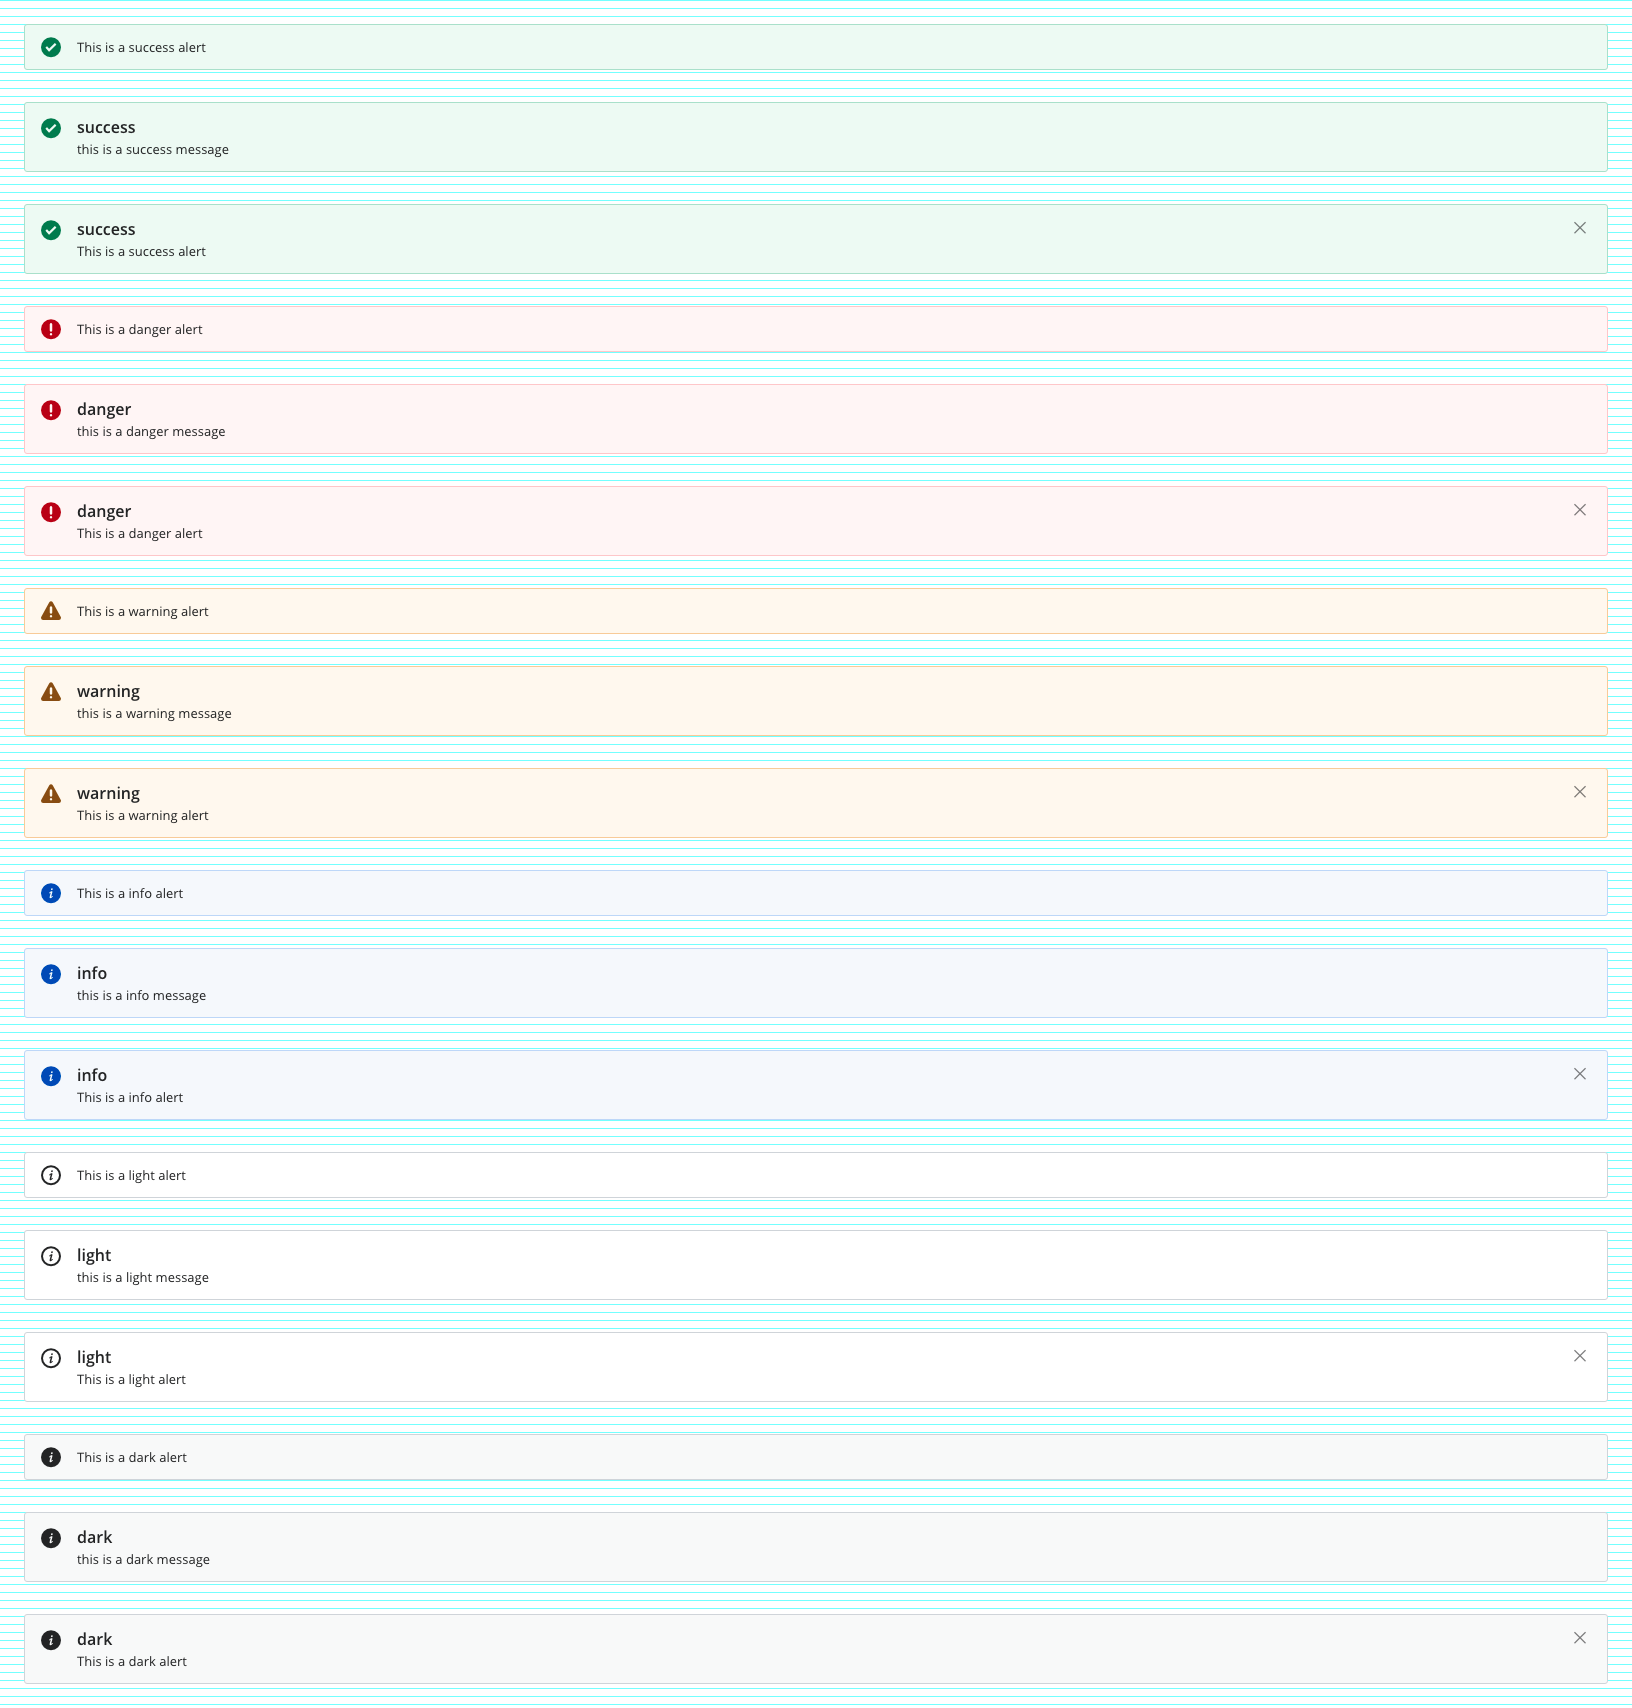 This is a success alert
success
this is a success message
success
This is a success alert
This is a danger alert
danger
this is a danger message
danger
This is a danger alert
This is a warning alert
warning
this is a warning message
warning
This is a warning alert
This is a info alert
info
this is a info message
info
This is a info alert
This is a light alert
light
this is a light message
light
This is a light alert
This is a dark alert
dark
this is a dark message
dark
This is a dark alert